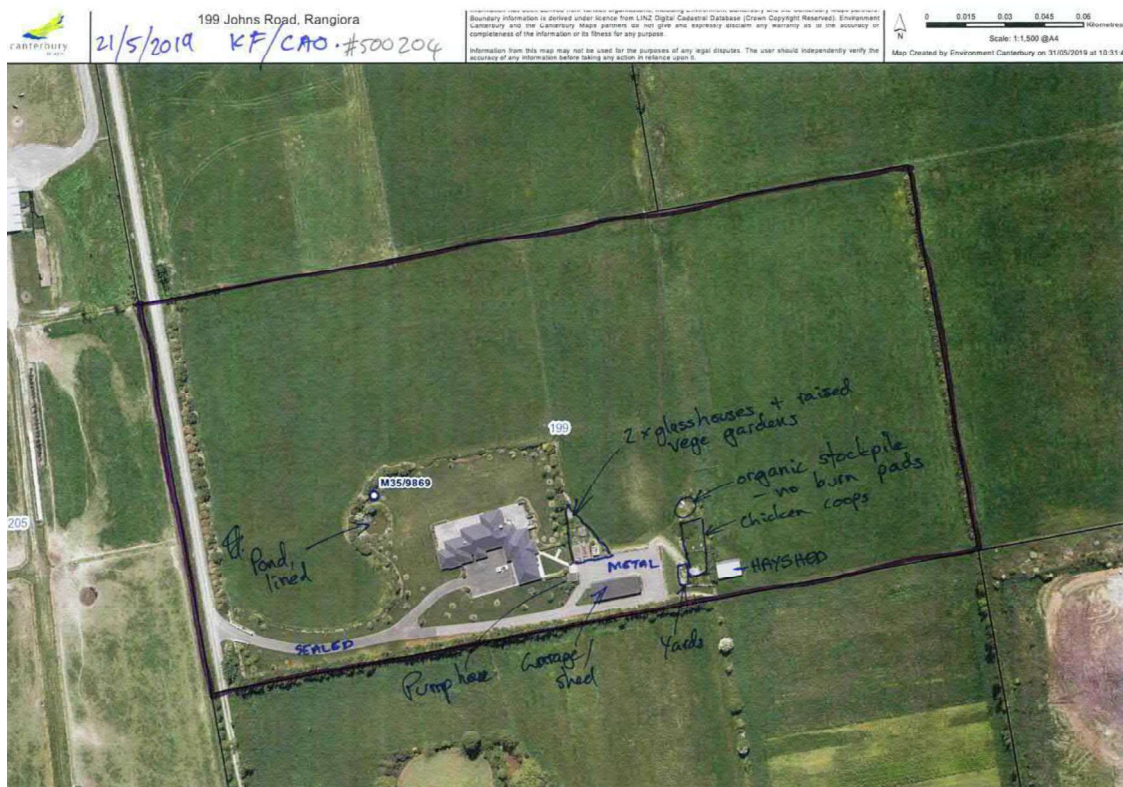 canterbury
maps
199 Johns Road, Rangiora
21/5/2019 KF/CAO. #500204
Boundary information is derived under licence from LINZ Digital Cadastral Database (Crown Copyright Reserved). Environment
Canterbury and the Canterbury Maps partners do not give and expressly disclaim any warranty as to the accuracy or
completeness of the information or its fitness for any purpose.
Information from this map may not be used for the purposes of any legal disputes. The user should independently verify the
accuracy of any information before taking any action in reliance upon it.
N
0 0.015 0.03 0.045 0.06
Kilometres
Scale: 1:1,500 @A4
Map Created by Environment Canterbury on 31/05/2019 at 10:31:4
2 x glasshouses + raised
vege gardens
199
organic stockpile
- no burn pads
chicken coops
M35/9869
205
Pond,
lined
METAL
HAYSHED
SEALED
Pump
Garage/
shed
Yards